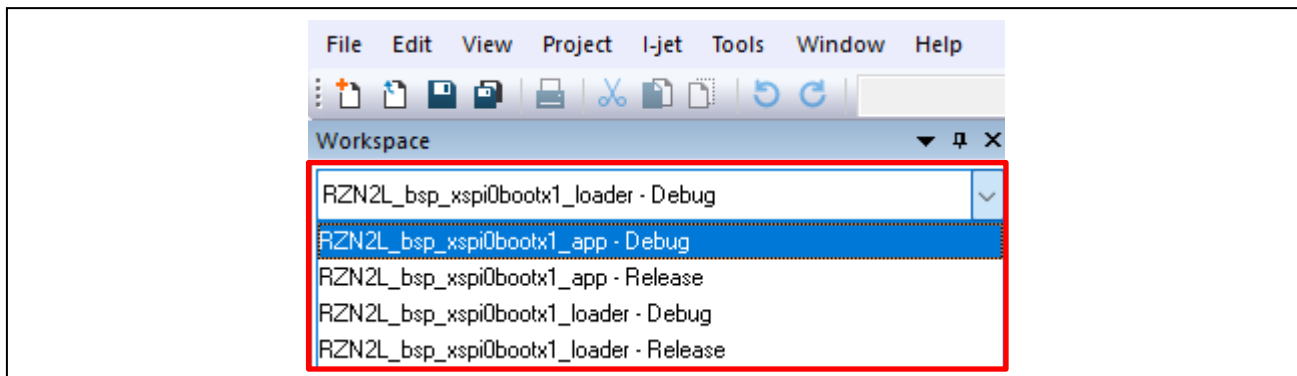 File Edit View Project I-jet Tools Window Help
Workspace
RZN2L_bsp_xspi0bootx1_loader - Debug
RZN2L_bsp_xspi0bootx1_app - Debug
RZN2L_bsp_xspi0bootx1_app - Release
RZN2L_bsp_xspi0bootx1_loader - Debug
RZN2L_bsp_xspi0bootx1_loader - Release